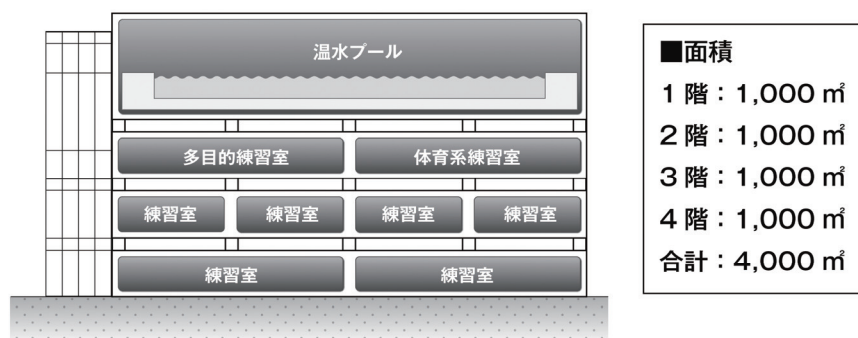 温水プール
多目的練習室
体育系練習室
練習室
練習室
練習室
練習室
練習室
練習室
■面積
1階：1,000㎡
2階：1,000㎡
3階：1,000㎡
4階：1,000㎡
合計：4,000㎡